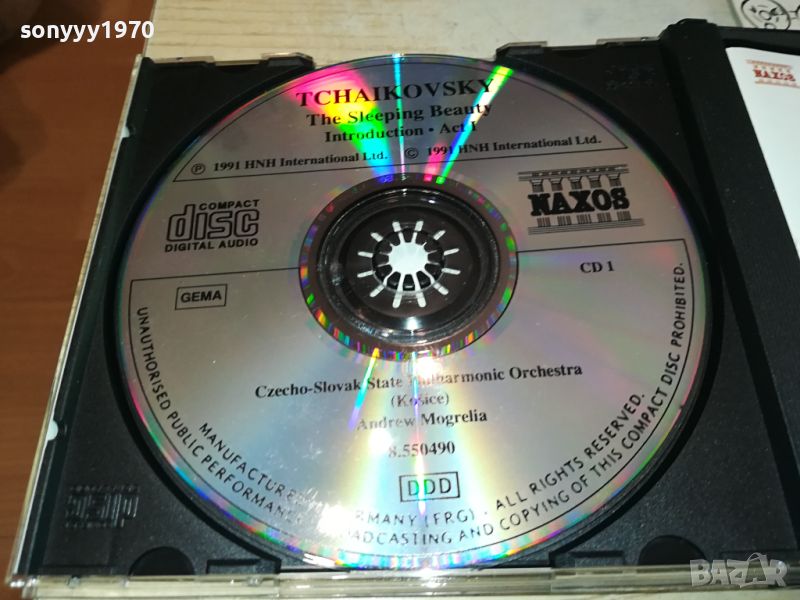 sonyyy1970
TCHAIKOVSKY
The Sleeping Beauty
Introduction • Act I
Ⓟ 1991 HNH International Ltd. © 1991 HNH International Ltd.
COMPACT
disc
DIGITAL AUDIO
NAXOS
NAXOS
GEMA
CD 1
Czecho-Slovak State Philharmonic Orchestra
(Košice)
Andrew Mogrelia
8.550490
DDD
MANUFACTURED GERMANY (FRG) · ALL RIGHTS RESERVED.
UNAUTHORISED PUBLIC PERFORMANCE BROADCASTING AND COPYING OF THIS COMPACT DISC PROHIBITED.
BAZAR